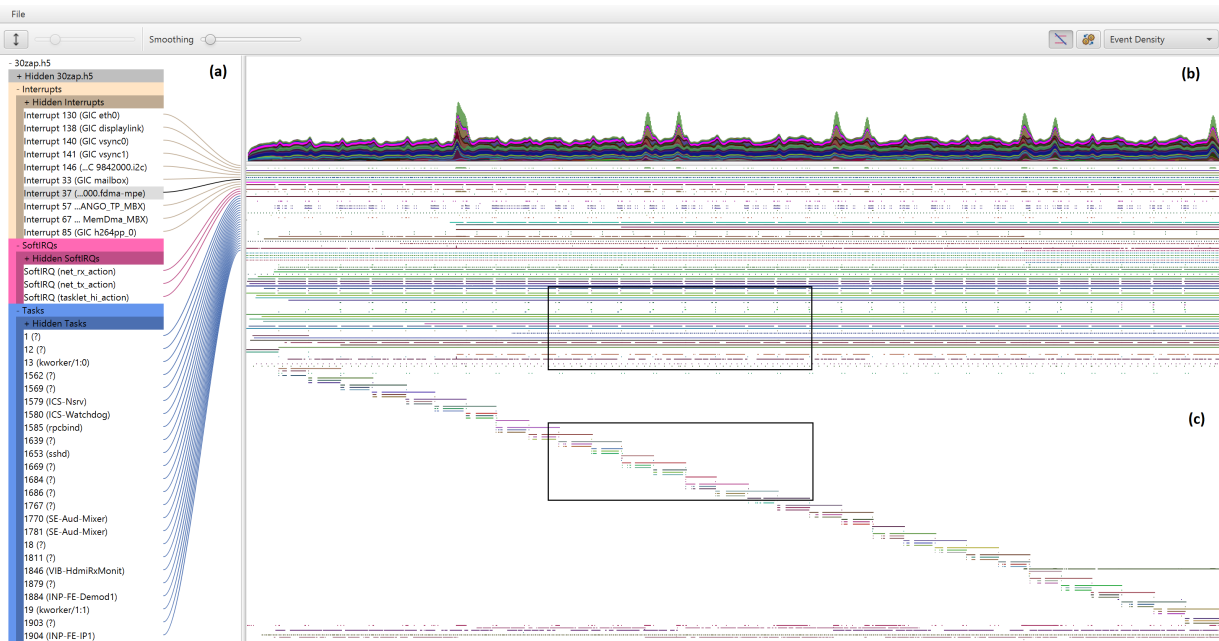 File
Smoothing
Event Density
(a)
(b)
(c)
- 30zap.h5
+ Hidden 30zap.h5
- Interrupts
+ Hidden Interrupts
Interrupt 130 (GIC eth0)
Interrupt 138 (GIC displaylink)
Interrupt 140 (GIC vsync0)
Interrupt 141 (GIC vsync1)
Interrupt 146 (...C 9842000.i2c)
Interrupt 33 (GIC mailbox)
Interrupt 37 (...000.fdma-mpe)
Interrupt 57 ...ANGO_TP_MBX)
Interrupt 67 ... MemDma_MBX)
Interrupt 85 (GIC h264pp_0)
- SoftIRQs
+ Hidden SoftIRQs
SoftIRQ (net_rx_action)
SoftIRQ (net_tx_action)
SoftIRQ (tasklet_hi_action)
- Tasks
+ Hidden Tasks
1 (?)
12 (?)
13 (kworker/1:0)
1562 (?)
1569 (?)
1579 (ICS-Nsrv)
1580 (ICS-Watchdog)
1585 (rpcbind)
1639 (?)
1653 (sshd)
1669 (?)
1684 (?)
1686 (?)
1767 (?)
1770 (SE-Aud-Mixer)
1781 (SE-Aud-Mixer)
18 (?)
1811 (?)
1846 (VIB-HdmiRxMonit)
1879 (?)
1884 (INP-FE-Demod1)
19 (kworker/1:1)
1903 (?)
1904 (INP-FE-IP1)